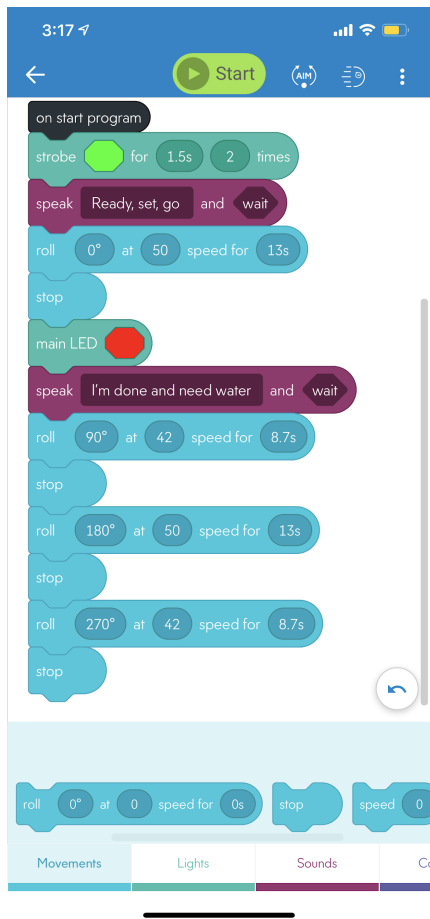 3:17
Start
AIM
on start program
strobe for 1.5s 2 times
speak Ready, set, go and wait
roll 0° at 50 speed for 13s
stop
main LED
speak I'm done and need water and wait
roll 90° at 42 speed for 8.7s
stop
roll 180° at 50 speed for 13s
stop
roll 270° at 42 speed for 8.7s
stop
roll 0° at 0 speed for 0s stop speed 0
Movements Lights Sounds